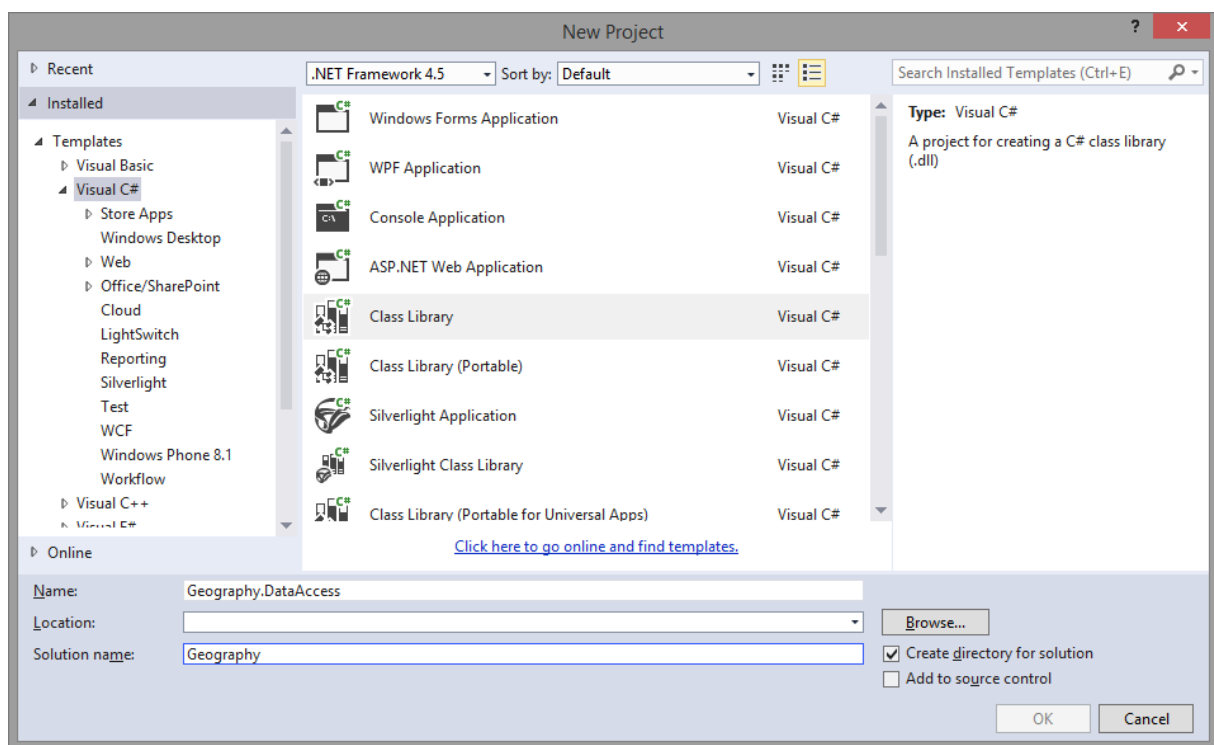 New Project
?
Recent
.NET Framework 4.5
Sort by: Default
Search Installed Templates (Ctrl+E)
Installed
Templates
Visual Basic
Visual C#
Store Apps
Windows Desktop
Web
Office/SharePoint
Cloud
LightSwitch
Reporting
Silverlight
Test
WCF
Windows Phone 8.1
Workflow
Visual C++
Online
Windows Forms Application Visual C#
WPF Application Visual C#
Console Application Visual C#
ASP.NET Web Application Visual C#
Class Library Visual C#
Class Library (Portable) Visual C#
Silverlight Application Visual C#
Silverlight Class Library Visual C#
Class Library (Portable for Universal Apps) Visual C#
Click here to go online and find templates.
Type: Visual C#
A project for creating a C# class library
(.dll)
Name: Geography.DataAccess
Location:
Browse...
Solution name: Geography
Create directory for solution
Add to source control
OK Cancel